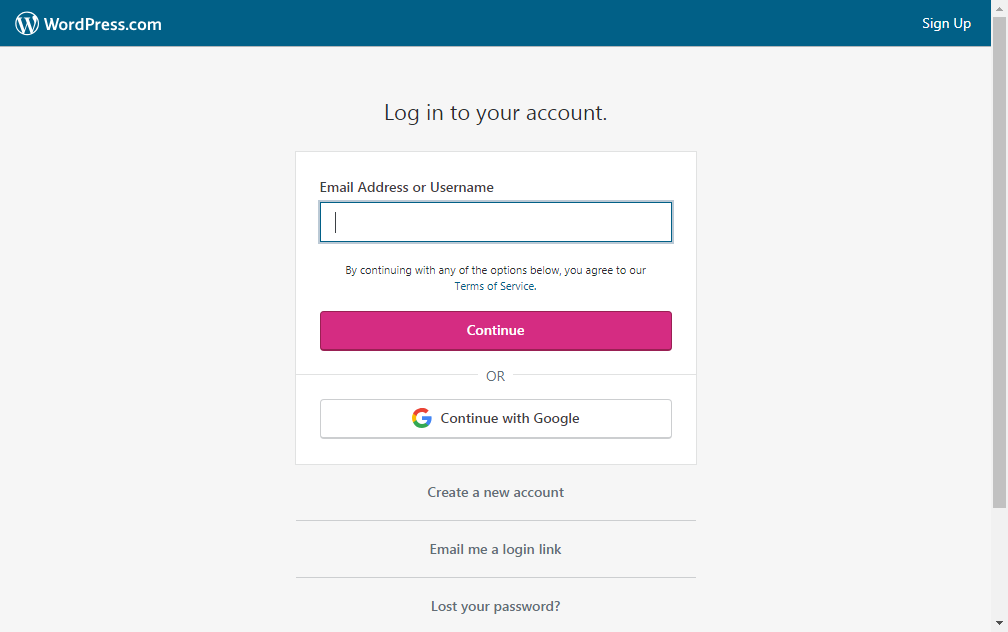 WordPress.com
Sign Up
Log in to your account.
Email Address or Username
By continuing with any of the options below, you agree to our
Terms of Service.
Continue
OR
Continue with Google
Create a new account
Email me a login link
Lost your password?